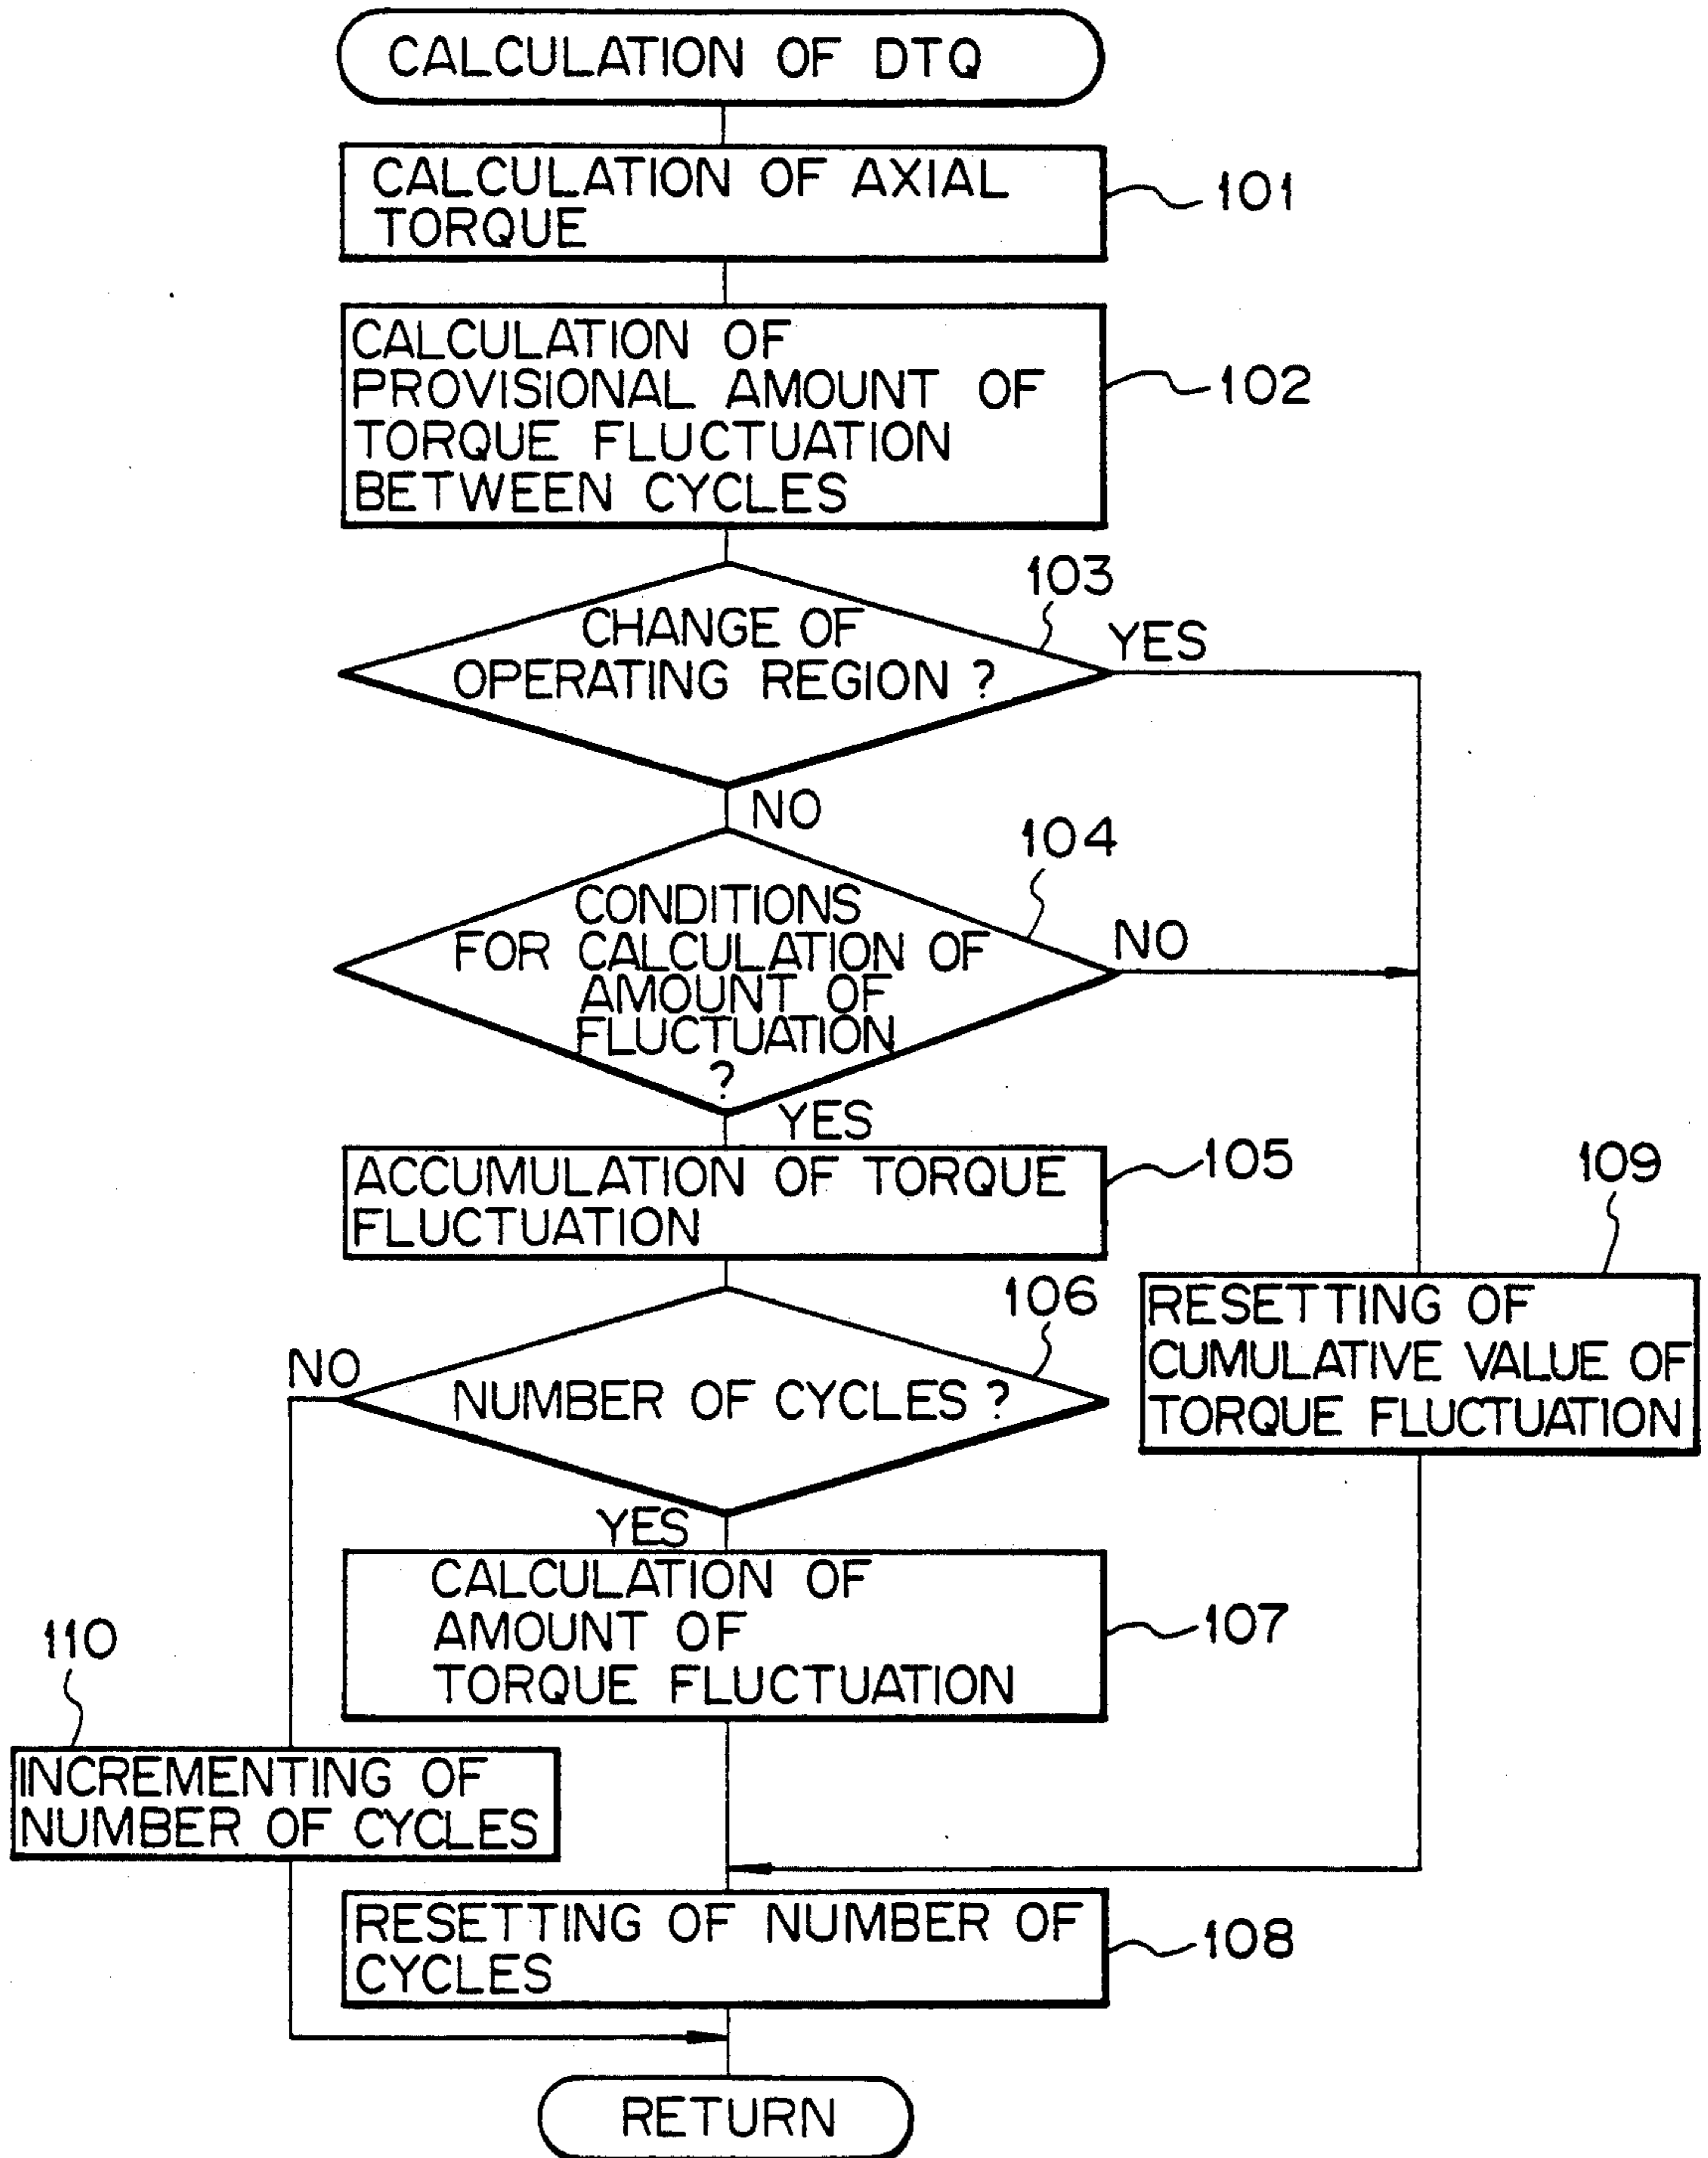 CALCULATION OF DTQ
CALCULATION OF AXIAL
TORQUE
101
CALCULATION OF
PROVISIONAL AMOUNT OF
TORQUE FLUCTUATION
BETWEEN CYCLES
102
103
CHANGE OF
OPERATING REGION ?
YES
NO
104
CONDITIONS
FOR CALCULATION OF
AMOUNT OF
FLUCTUATION
?
NO
YES
ACCUMULATION OF TORQUE
FLUCTUATION
105
109
RESETTING OF
CUMULATIVE VALUE OF
TORQUE FLUCTUATION
106
NO
NUMBER OF CYCLES ?
YES
CALCULATION OF
AMOUNT OF
TORQUE FLUCTUATION
107
110
INCREMENTING OF
NUMBER OF CYCLES
RESETTING OF NUMBER OF
CYCLES
108
RETURN